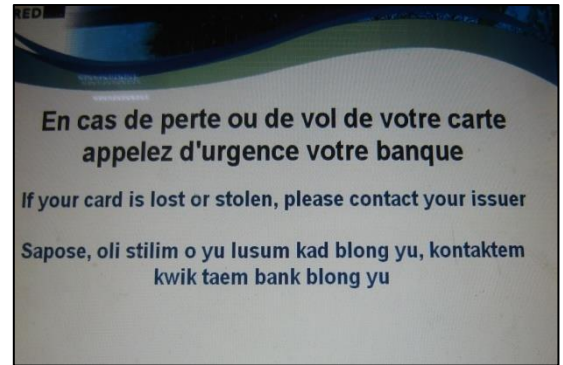 RED
En cas de perte ou de vol de votre carte
appelez d'urgence votre banque
If your card is lost or stolen, please contact your issuer
Sapose, oli stilim o yu lusum kad blong yu, kontaktem
kwik taem bank blong yu